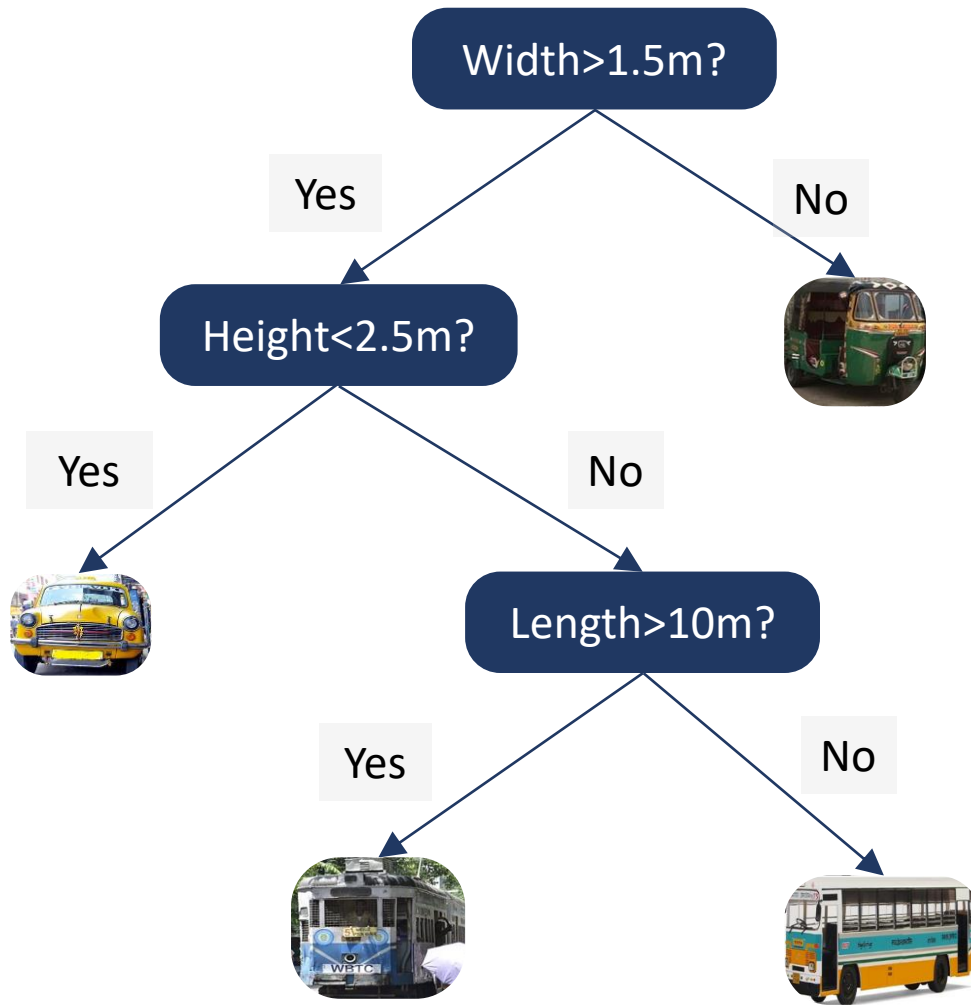 Width>1.5m?
Yes
No
Height<2.5m?
Yes
No
Length>10m?
Yes
No
WBTC